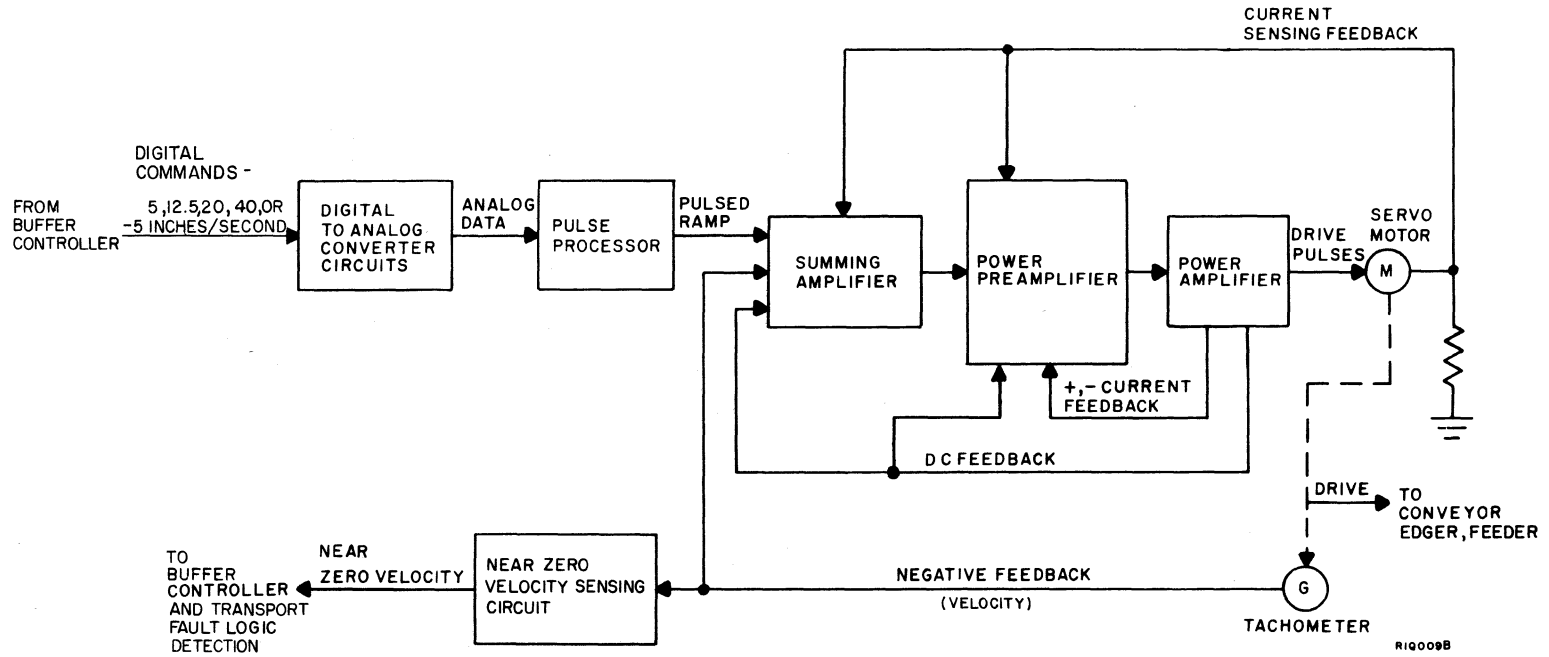 CURRENT
SENSING FEEDBACK
DIGITAL
COMMANDS -
FROM
BUFFER
CONTROLLER
5,12.5,20, 40,OR
-5 INCHES/SECOND
DIGITAL
TO ANALOG
CONVERTER
CIRCUITS
ANALOG
DATA
PULSE
PROCESSOR
PULSED
RAMP
SUMMING
AMPLIFIER
POWER
PREAMPLIFIER
POWER
AMPLIFIER
DRIVE
PULSES
SERVO
MOTOR
M
+,- CURRENT
FEEDBACK
DC FEEDBACK
DRIVE
TO
CONVEYOR
EDGER, FEEDER
TO
BUFFER
CONTROLLER
AND TRANSPORT
FAULT LOGIC
DETECTION
NEAR
ZERO VELOCITY
NEAR ZERO
VELOCITY SENSING
CIRCUIT
NEGATIVE FEEDBACK
(VELOCITY)
G
TACHOMETER
RIQ009B